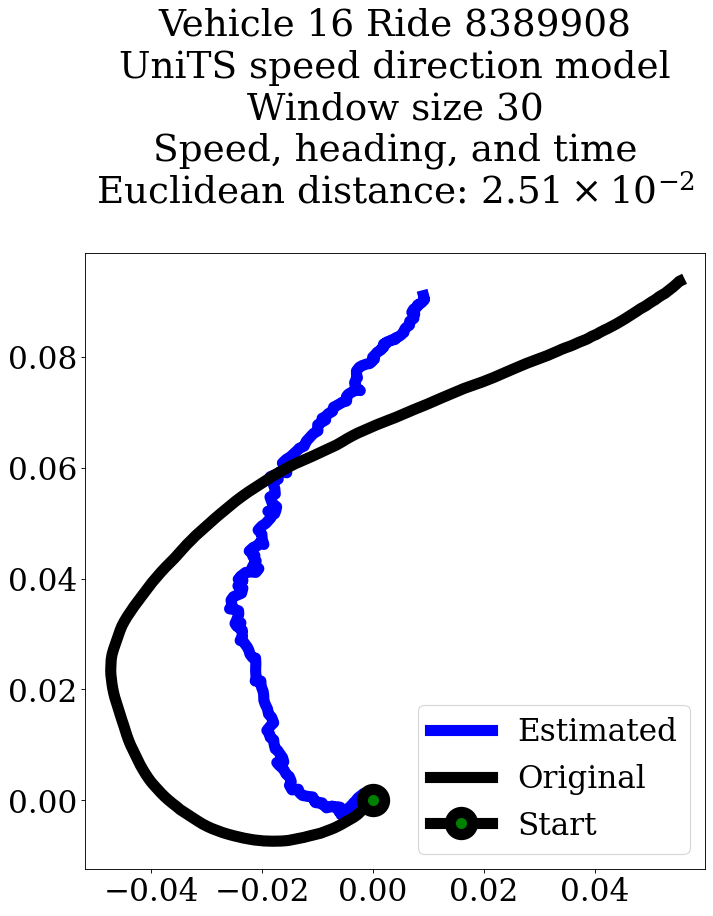 Vehicle 16 Ride 8389908
UniTS speed direction model
Window size 30
Speed, heading, and time
Euclidean distance: 2.51 × 10⁻²
0.08
0.06
0.04
0.02
0.00
Estimated
Original
Start
−0.04 −0.02 0.00 0.02 0.04